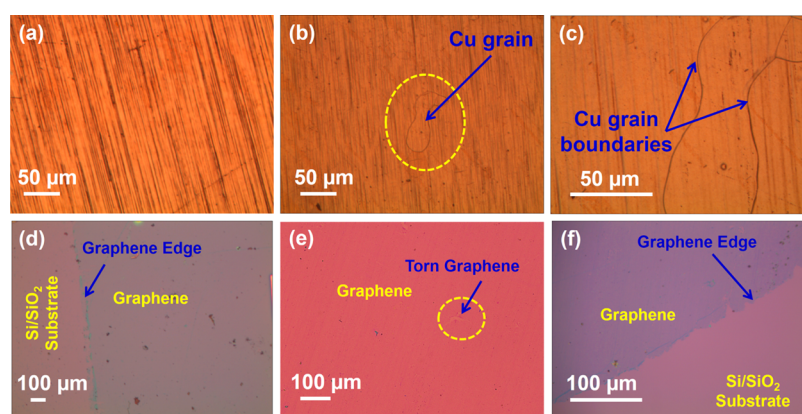 (a)
50 µm
(b)
Cu grain
50 µm
(c)
Cu grain
boundaries
50 µm
(d)
Graphene Edge
Graphene
Si/SiO2
Substrate
100 µm
(e)
Torn Graphene
Graphene
100 µm
(f)
Graphene Edge
Graphene
Si/SiO2
Substrate
100 µm